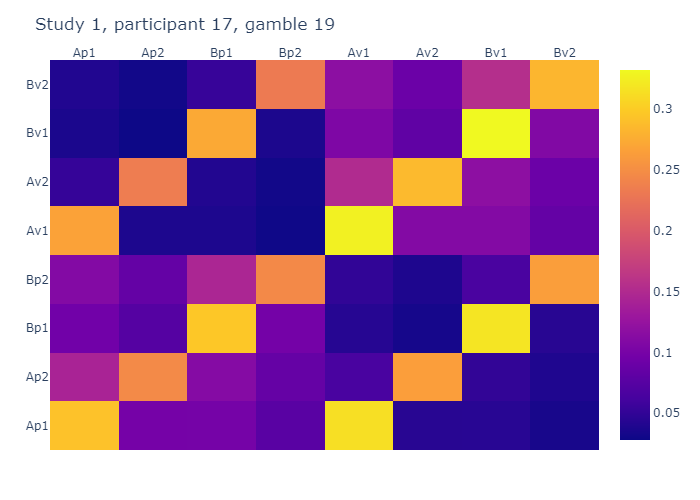 Study 1, participant 17, gamble 19
Ap1 Ap2 Bp1 Bp2 Av1 Av2 Bv1 Bv2
Bv2
Bv1
Av2
Av1
Bp2
Bp1
Ap2
Ap1
0.3
0.25
0.2
0.15
0.1
0.05